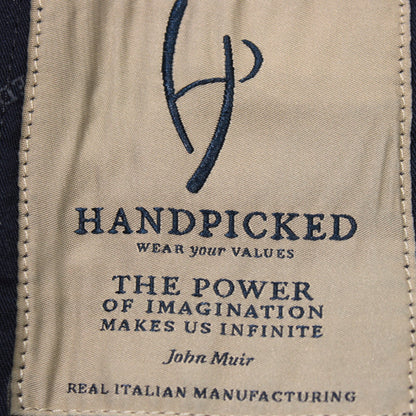 HANDPICKED
WEAR your VALUES
THE POWER
OF IMAGINATION
MAKES US INFINITE
John Muir
REAL ITALIAN MANUFACTURING